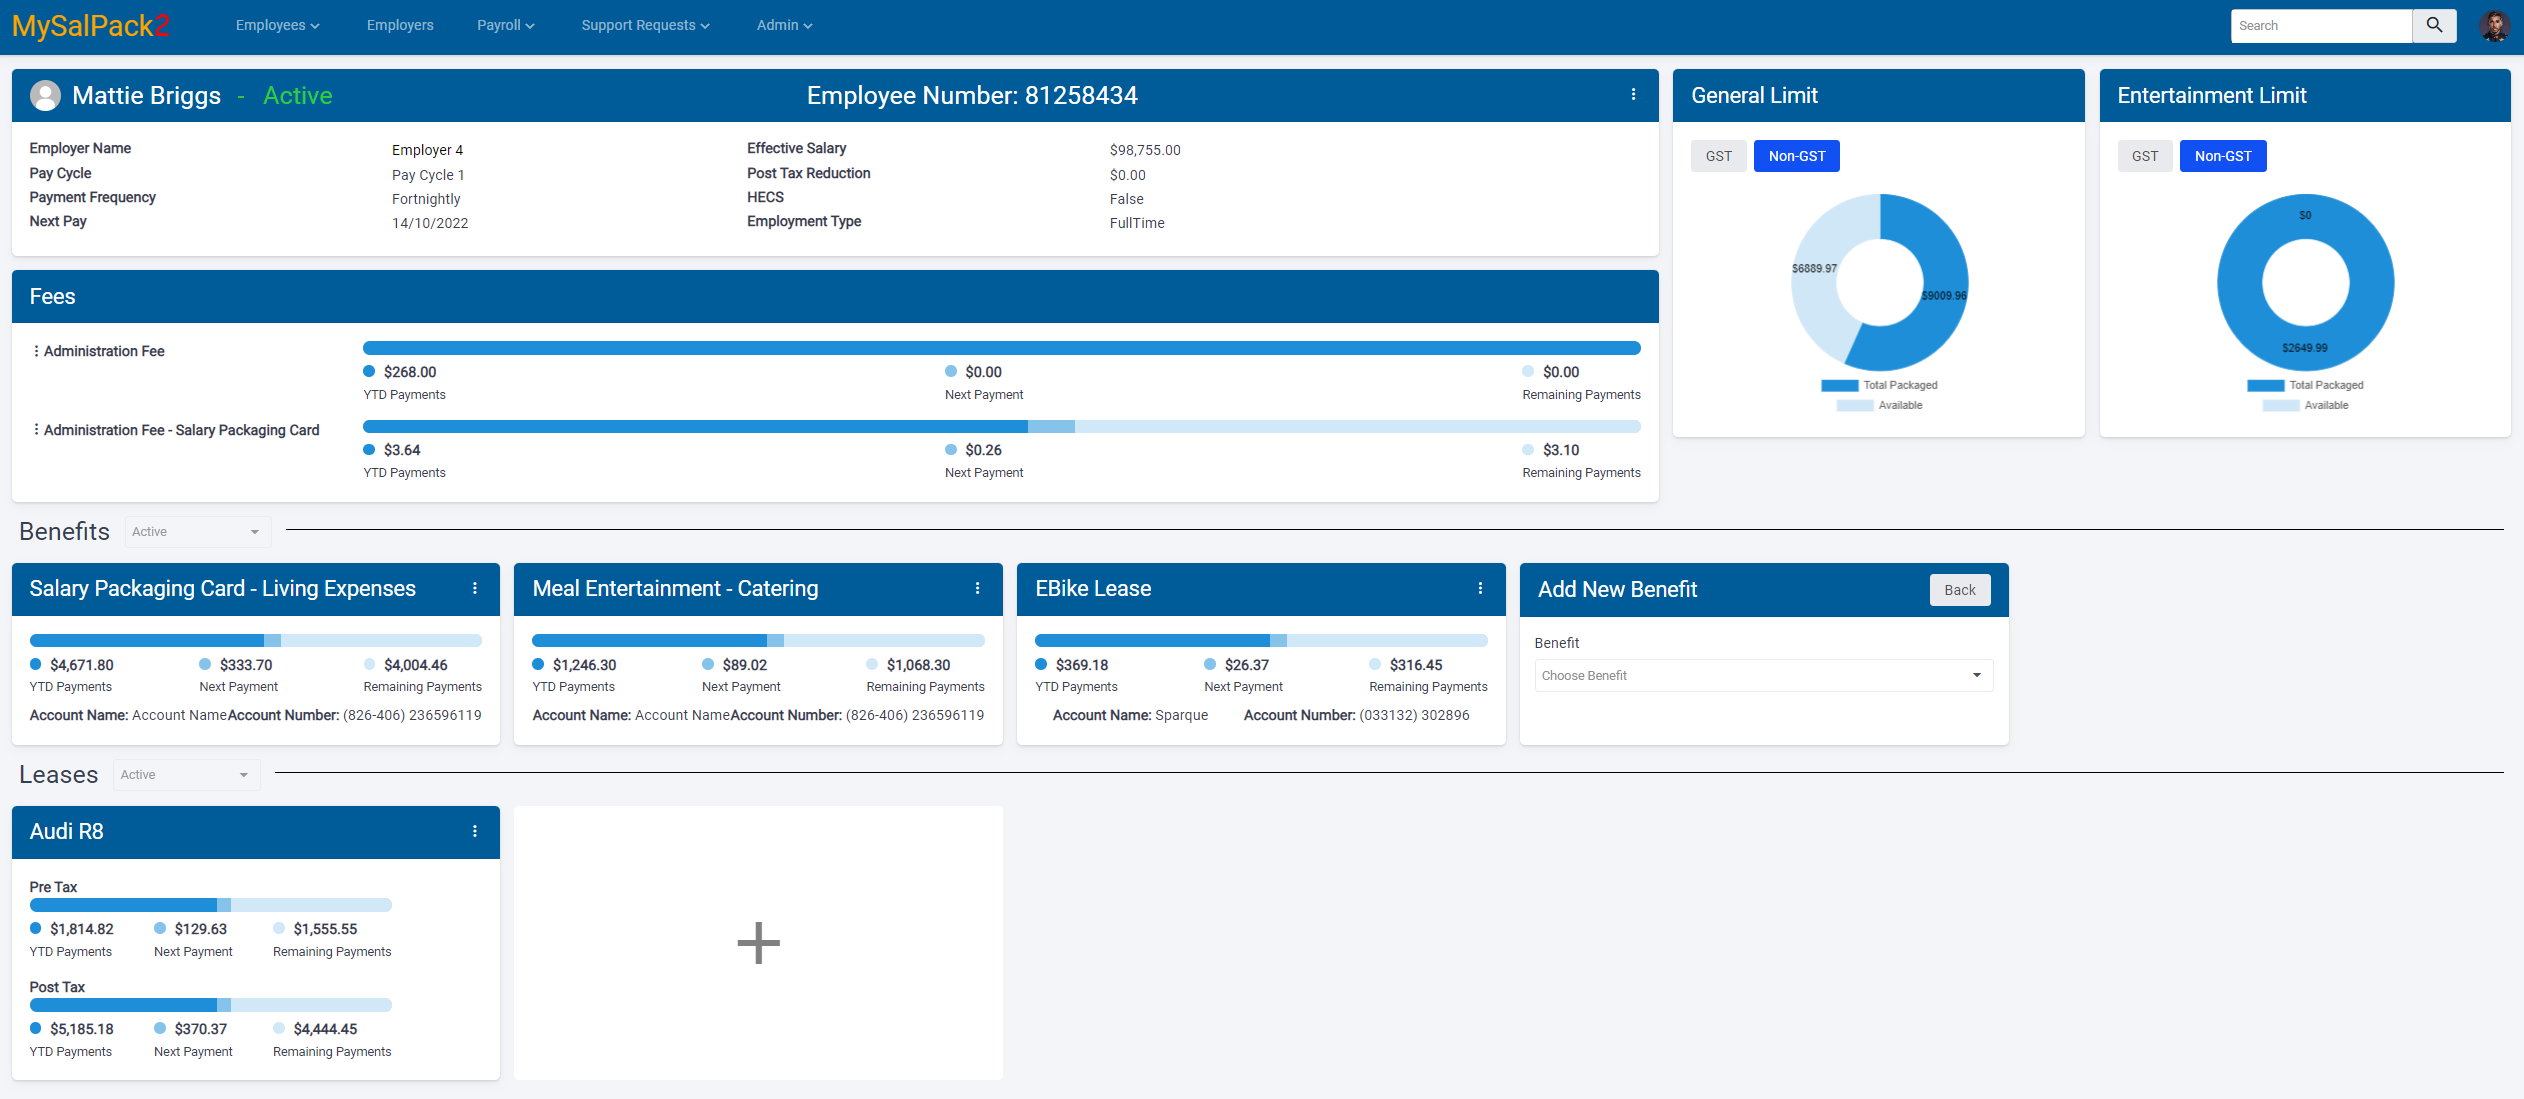 MySalPack2
Employees Employers Payroll Support Requests Admin
Search
Mattie Briggs - Active
Employee Number: 81258434
Employer Name Employer 4
Pay Cycle Pay Cycle 1
Payment Frequency Fortnightly
Next Pay 14/10/2022
Effective Salary $98,755.00
Post Tax Reduction $0.00
HECS False
Employment Type FullTime
General Limit
GST Non-GST
$6889.97
$9009.96
Total Packaged
Available
Entertainment Limit
GST Non-GST
$0
$2649.99
Total Packaged
Available
Fees
Administration Fee
$268.00 $0.00 $0.00
YTD Payments Next Payment Remaining Payments
Administration Fee - Salary Packaging Card
$3.64 $0.26 $3.10
YTD Payments Next Payment Remaining Payments
Benefits Active
Salary Packaging Card - Living Expenses
$4,671.80 $333.70 $4,004.46
YTD Payments Next Payment Remaining Payments
Account Name: Account Name Account Number: (826-406) 236596119
Meal Entertainment - Catering
$1,246.30 $89.02 $1,068.30
YTD Payments Next Payment Remaining Payments
Account Name: Account Name Account Number: (826-406) 236596119
EBike Lease
$369.18 $26.37 $316.45
YTD Payments Next Payment Remaining Payments
Account Name: Sparque Account Number: (033132) 302896
Add New Benefit Back
Benefit
Choose Benefit
Leases Active
Audi R8
Pre Tax
$1,814.82 $129.63 $1,555.55
YTD Payments Next Payment Remaining Payments
Post Tax
$5,185.18 $370.37 $4,444.45
YTD Payments Next Payment Remaining Payments